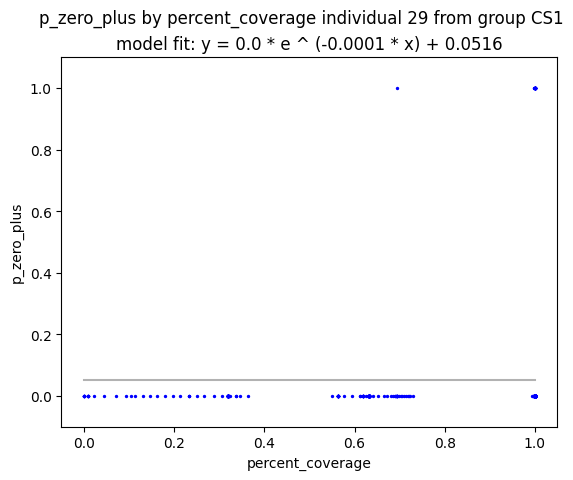 p_zero_plus by percent_coverage individual 29 from group CS1
model fit: y = 0.0 * e ^ (-0.0001 * x) + 0.0516
1.0
0.8
0.6
0.4
0.2
0.0
p_zero_plus
0.0 0.2 0.4 0.6 0.8 1.0
percent_coverage